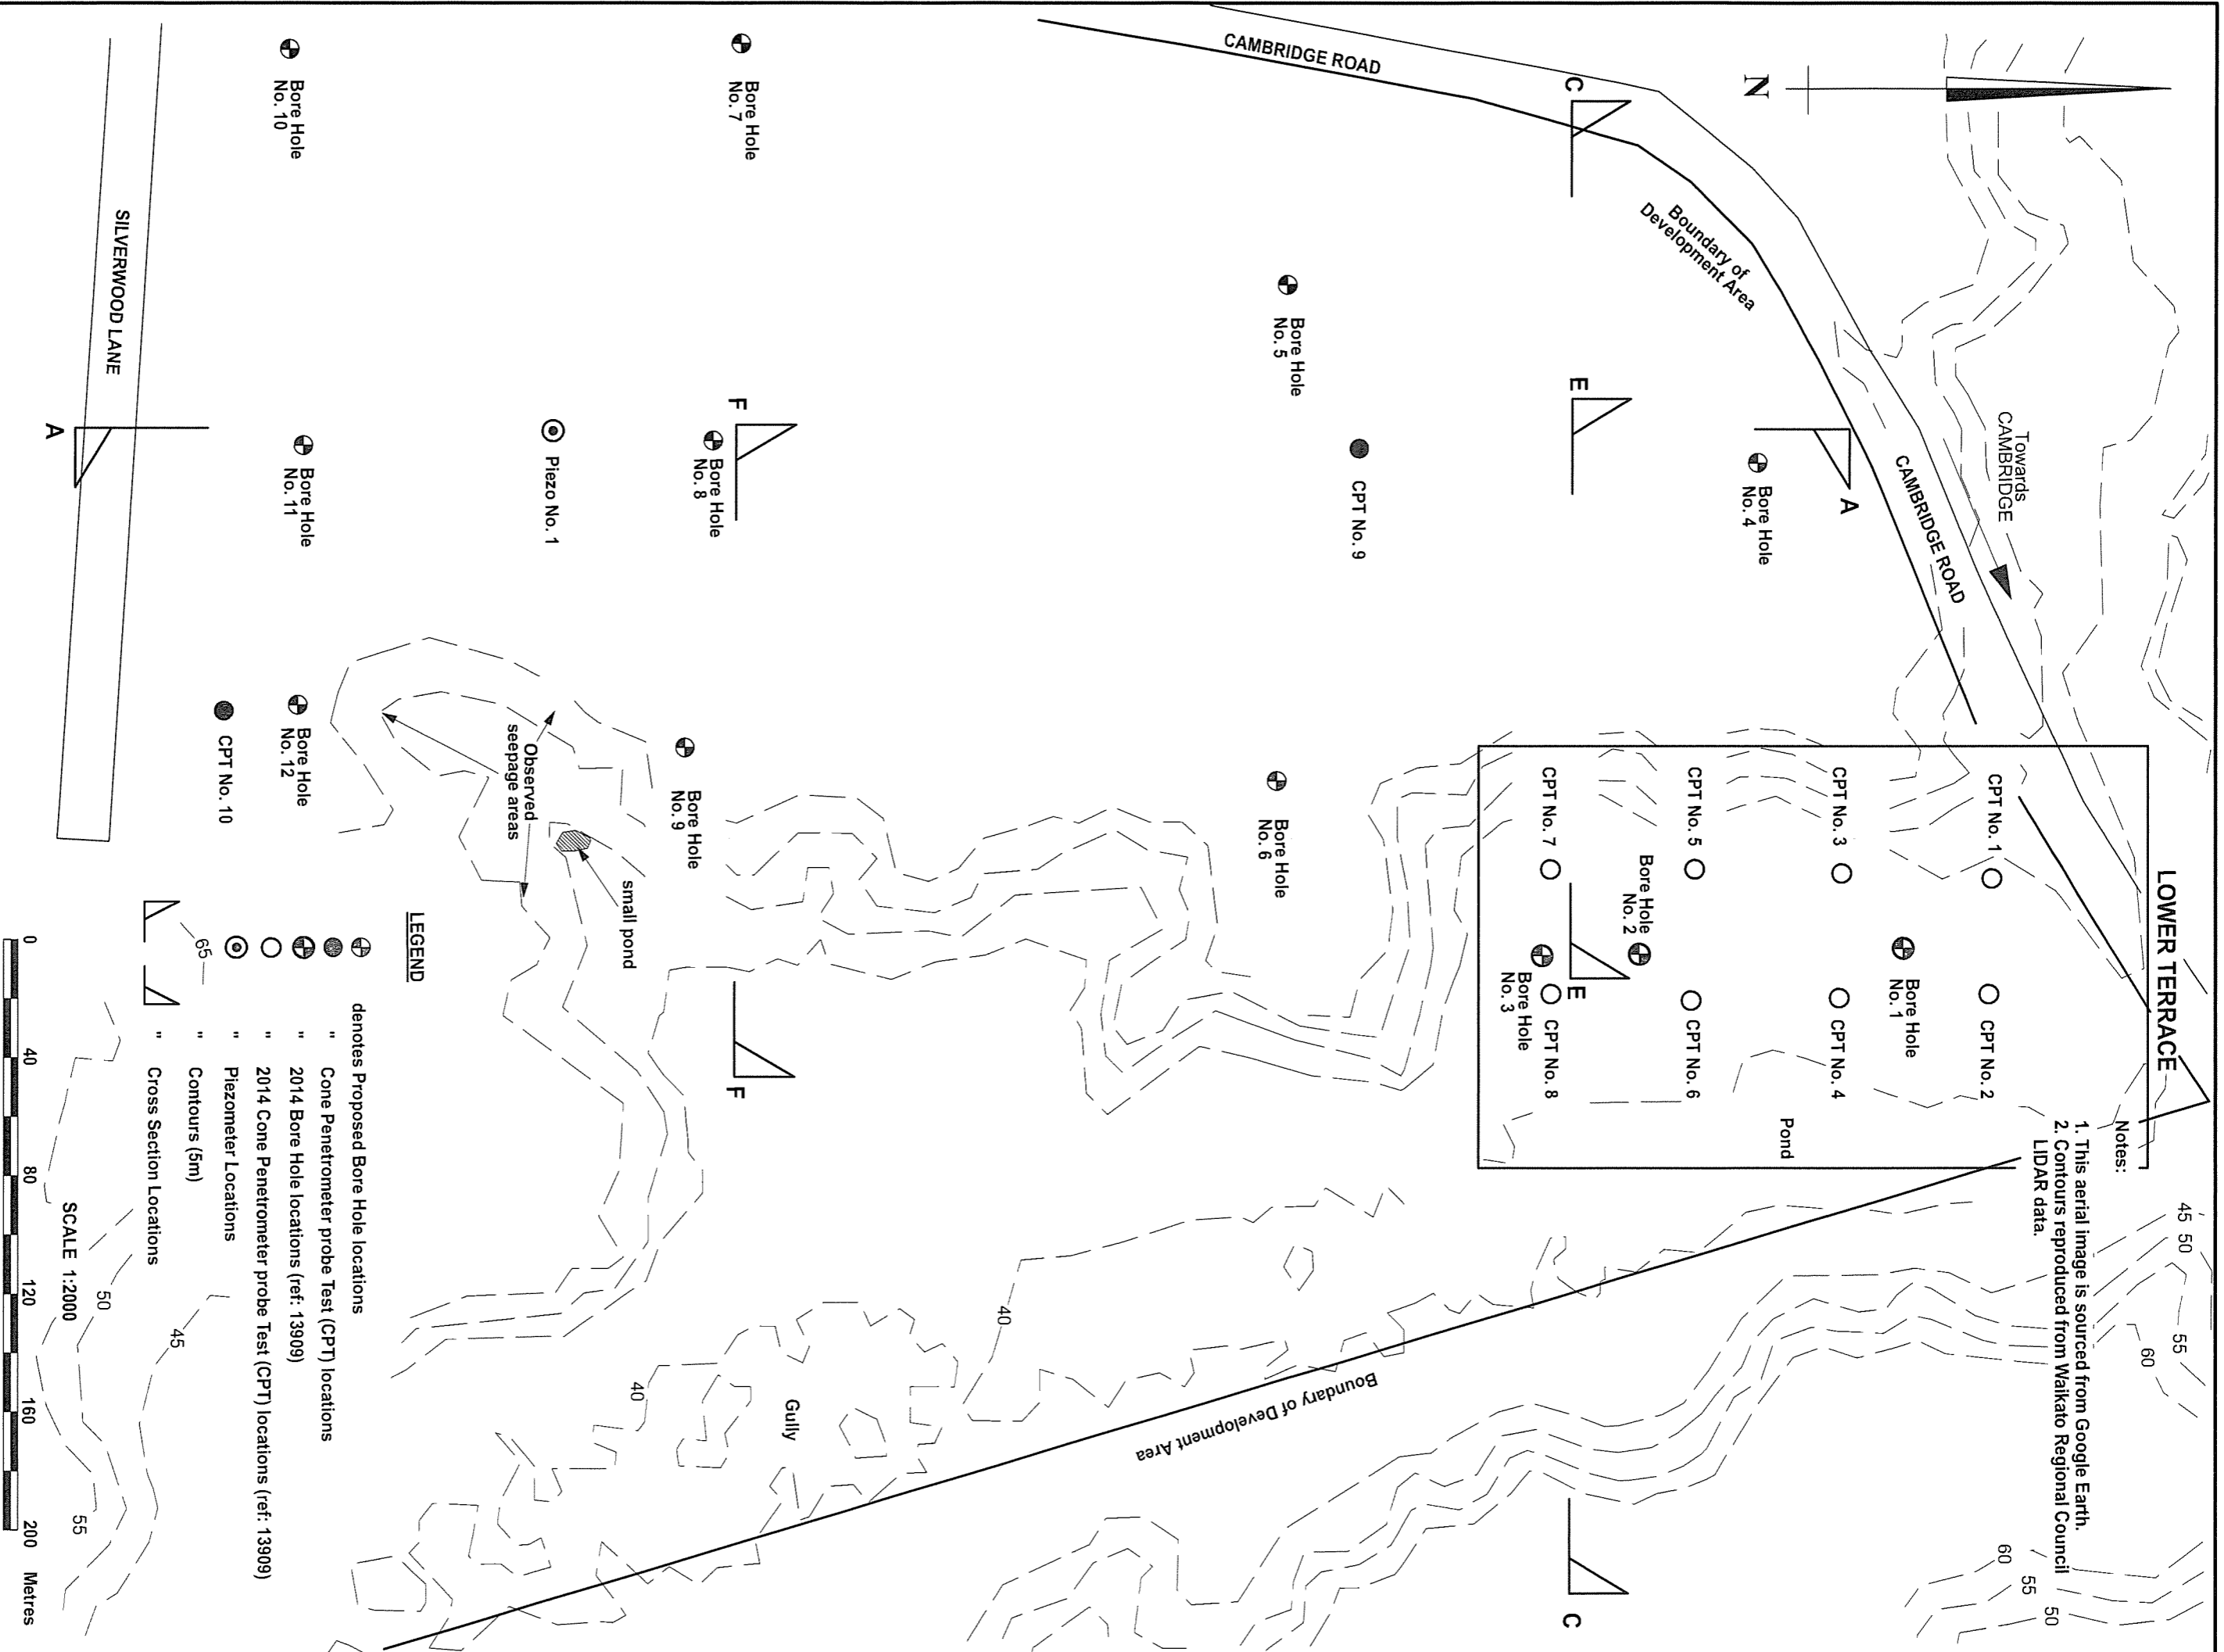 LOWER TERRACE
Notes:
1. This aerial image is sourced from Google Earth.
2. Contours reproduced from Waikato Regional Council
LIDAR data.
N
Towards
CAMBRIDGE
CAMBRIDGE ROAD
CAMBRIDGE ROAD
Boundary of
Development Area
45
50
55
60
60
55
50
CPT No. 1
CPT No. 2
Bore Hole
No. 1
CPT No. 3
CPT No. 4
CPT No. 5
CPT No. 6
Bore Hole
No. 2
CPT No. 7
CPT No. 8
Bore Hole
No. 3
Pond
A
Bore Hole
No. 4
C
C
E
E
CPT No. 9
Bore Hole
No. 5
Bore Hole
No. 6
Boundary of Development Area
40
Gully
40
Bore Hole
No. 7
F
F
Bore Hole
No. 8
Bore Hole
No. 9
small pond
Piezo No. 1
Observed
seepage areas
Bore Hole
No. 10
Bore Hole
No. 11
Bore Hole
No. 12
CPT No. 10
SILVERWOOD LANE
A
LEGEND
denotes Proposed Bore Hole locations
" Cone Penetrometer probe Test (CPT) locations
" 2014 Bore Hole locations (ref: 13909)
" 2014 Cone Penetrometer probe Test (CPT) locations (ref: 13909)
" Piezometer Locations
65 " Contours (5m)
" Cross Section Locations
45
50
55
SCALE 1:2000
0 40 80 120 160 200 Metres